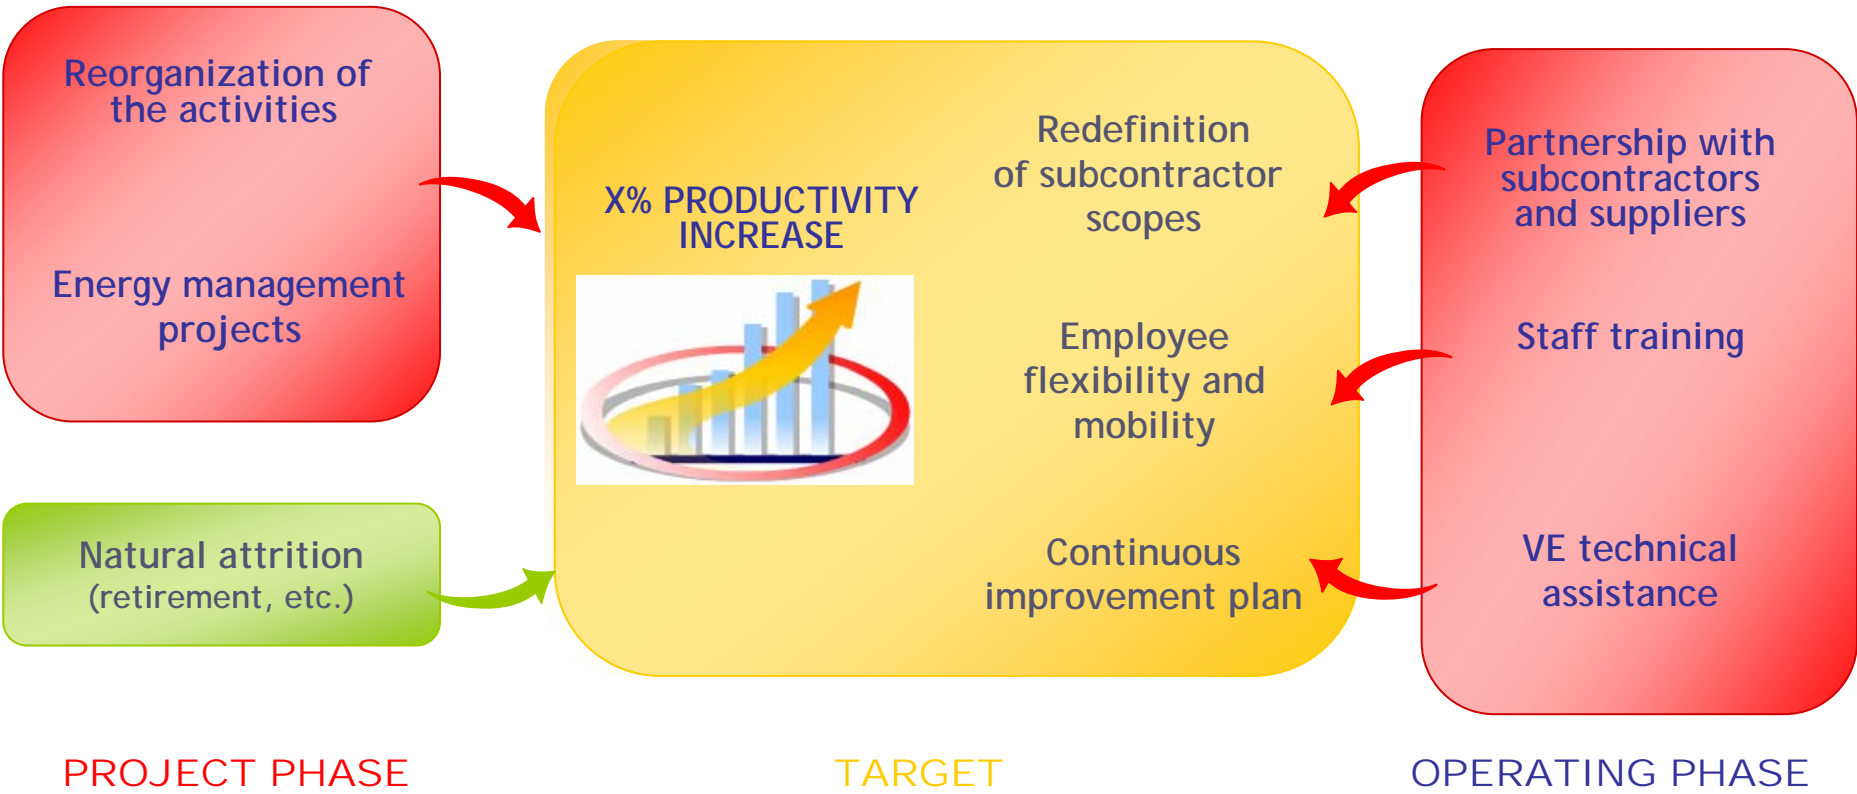 Reorganization of
the activities
Energy management
projects
Natural attrition
(retirement, etc.)
X% PRODUCTIVITY
INCREASE
Redefinition
of subcontractor
scopes
Employee
flexibility and
mobility
Continuous
improvement plan
Partnership with
subcontractors
and suppliers
Staff training
VE technical
assistance
PROJECT PHASE
TARGET
OPERATING PHASE